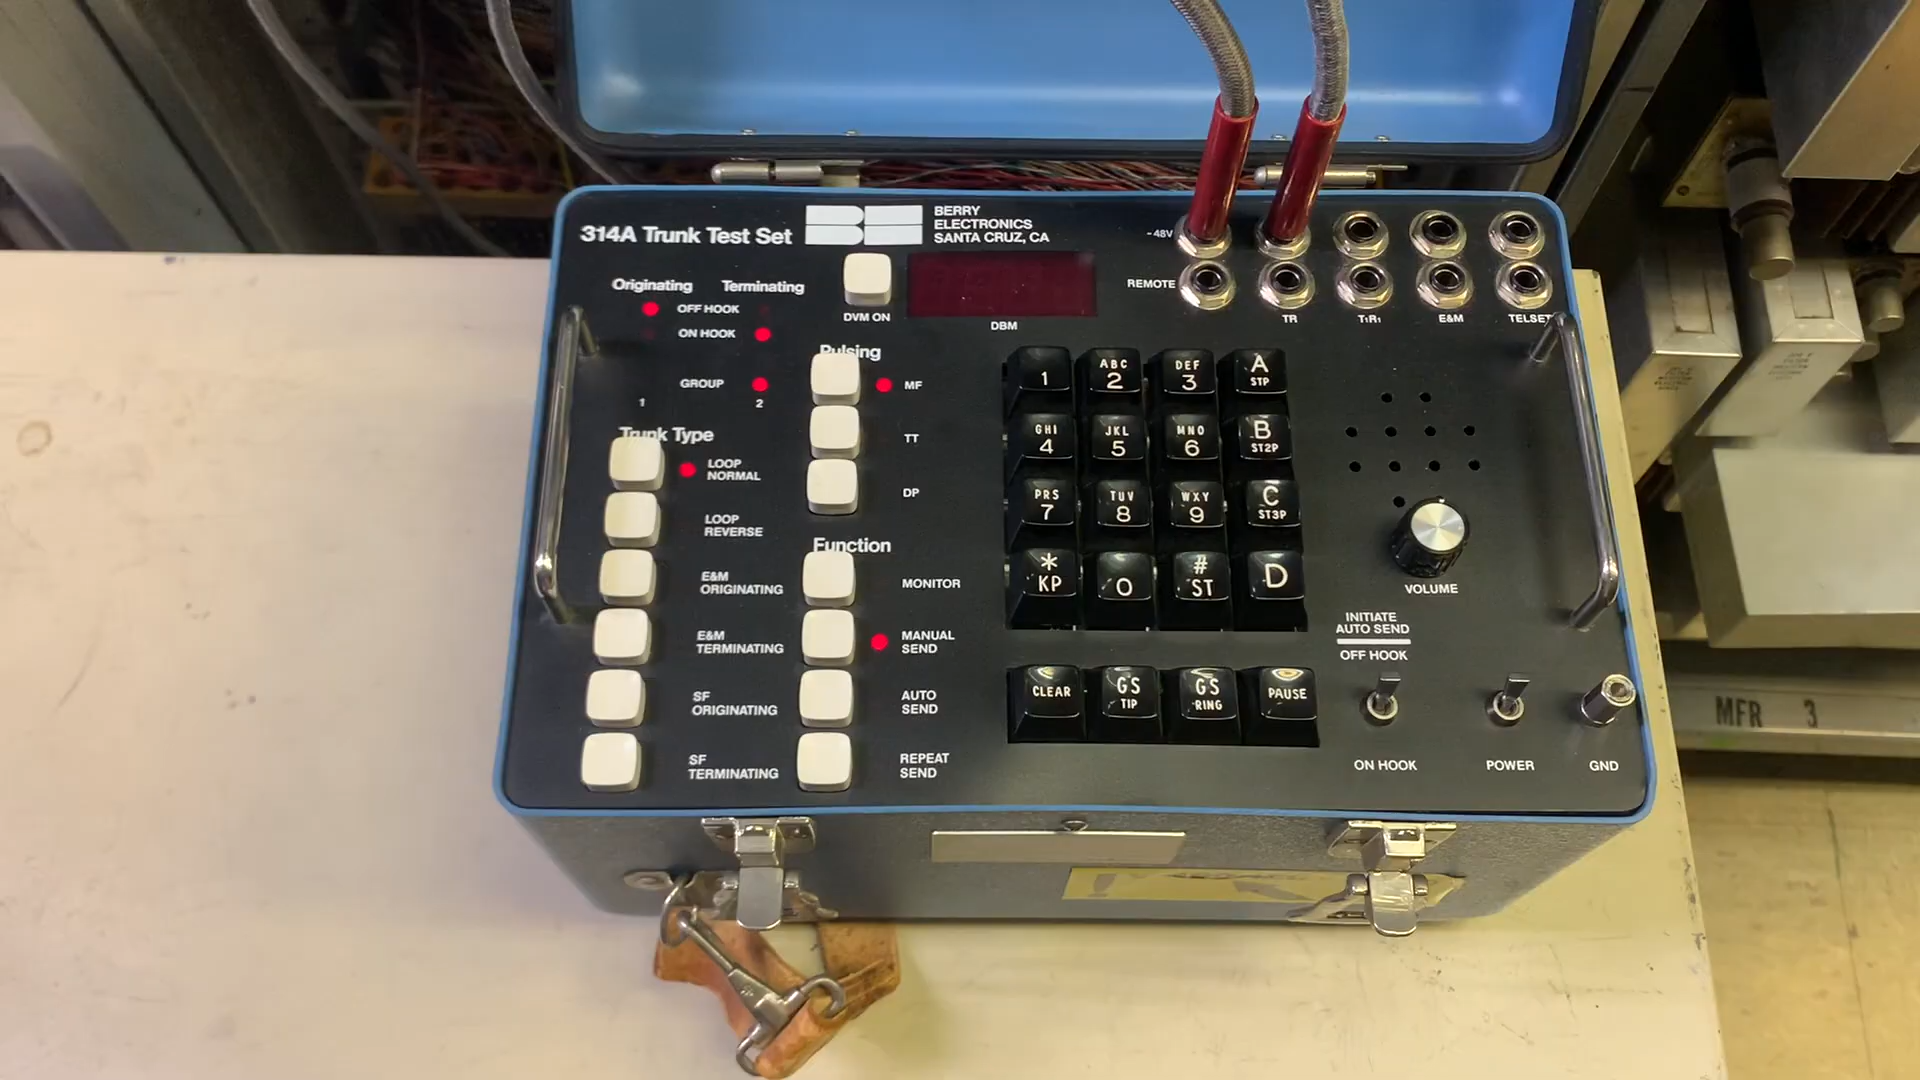 314A Trunk Test Set
BERRY
ELECTRONICS
SANTA CRUZ, CA
-48V
REMOTE
TR
T1R1
E&M
TELSET
Originating
Terminating
OFF HOOK
ON HOOK
GROUP
1
2
DVM ON
DBM
Trunk Type
LOOP
NORMAL
LOOP
REVERSE
E&M
ORIGINATING
E&M
TERMINATING
SF
ORIGINATING
SF
TERMINATING
Pulsing
MF
TT
DP
Function
MONITOR
MANUAL
SEND
AUTO
SEND
REPEAT
SEND
1
ABC
2
DEF
3
A
STP
GHI
4
JKL
5
MNO
6
B
ST2P
PRS
7
TUV
8
WXY
9
C
ST3P
*
KP
0
#
ST
D
CLEAR
GS
TIP
GS
RING
PAUSE
VOLUME
INITIATE
AUTO SEND
OFF HOOK
ON HOOK
POWER
GND
MFR 3